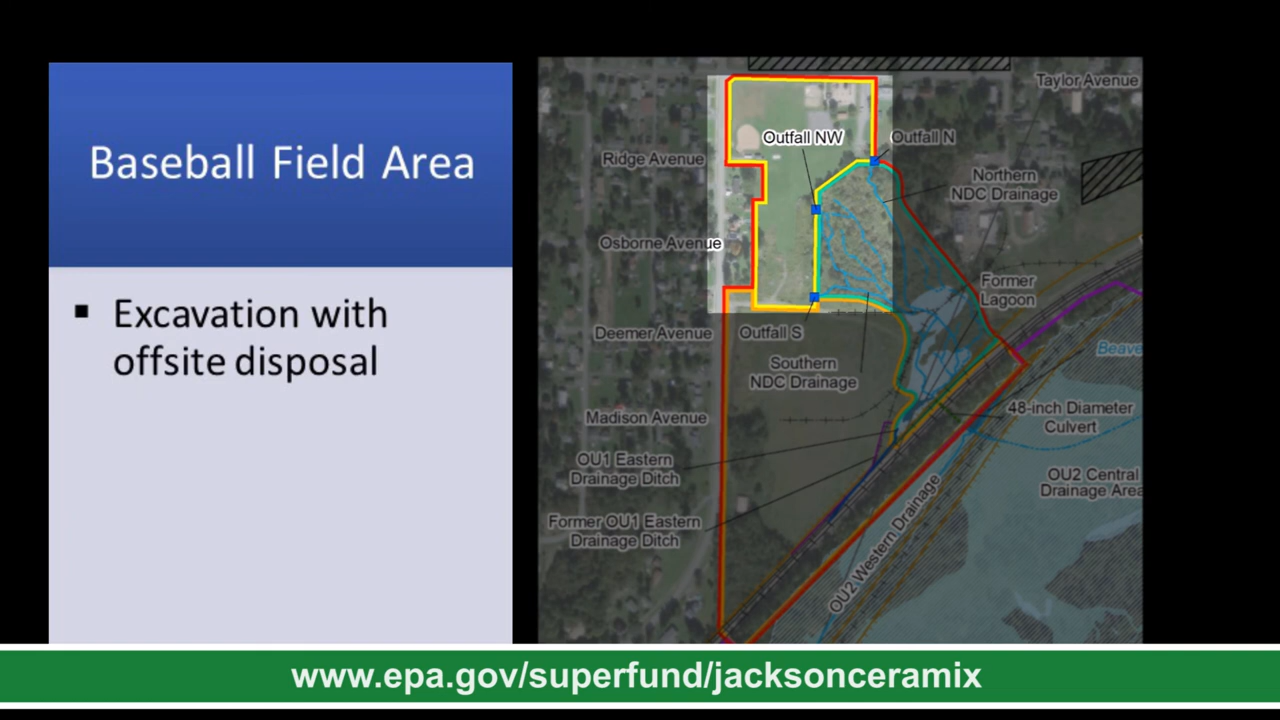 Baseball Field Area
▪ Excavation with
offsite disposal
Taylor Avenue
Outfall NW
Outfall N
Ridge Avenue
Northern
NDC Drainage
Osborne Avenue
Former
Lagoon
Deemer Avenue
Outfall S
Beave
Southern
NDC Drainage
48-inch Diameter
Culvert
Madison Avenue
OU1 Eastern
Drainage Ditch
OU2 Central
Drainage Area
Former OU1 Eastern
Drainage Ditch
OU2 Western Drainage
www.epa.gov/superfund/jacksonceramix